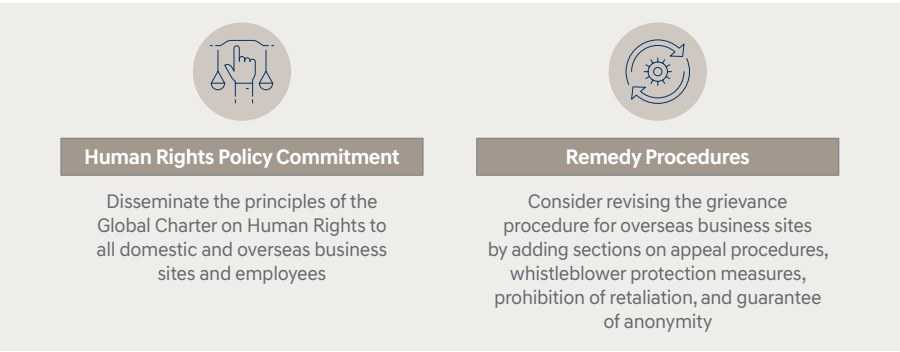 Human Rights Policy Commitment
Disseminate the principles of the
Global Charter on Human Rights to
all domestic and overseas business
sites and employees
Remedy Procedures
Consider revising the grievance
procedure for overseas business sites
by adding sections on appeal procedures,
whistleblower protection measures,
prohibition of retaliation, and guarantee
of anonymity